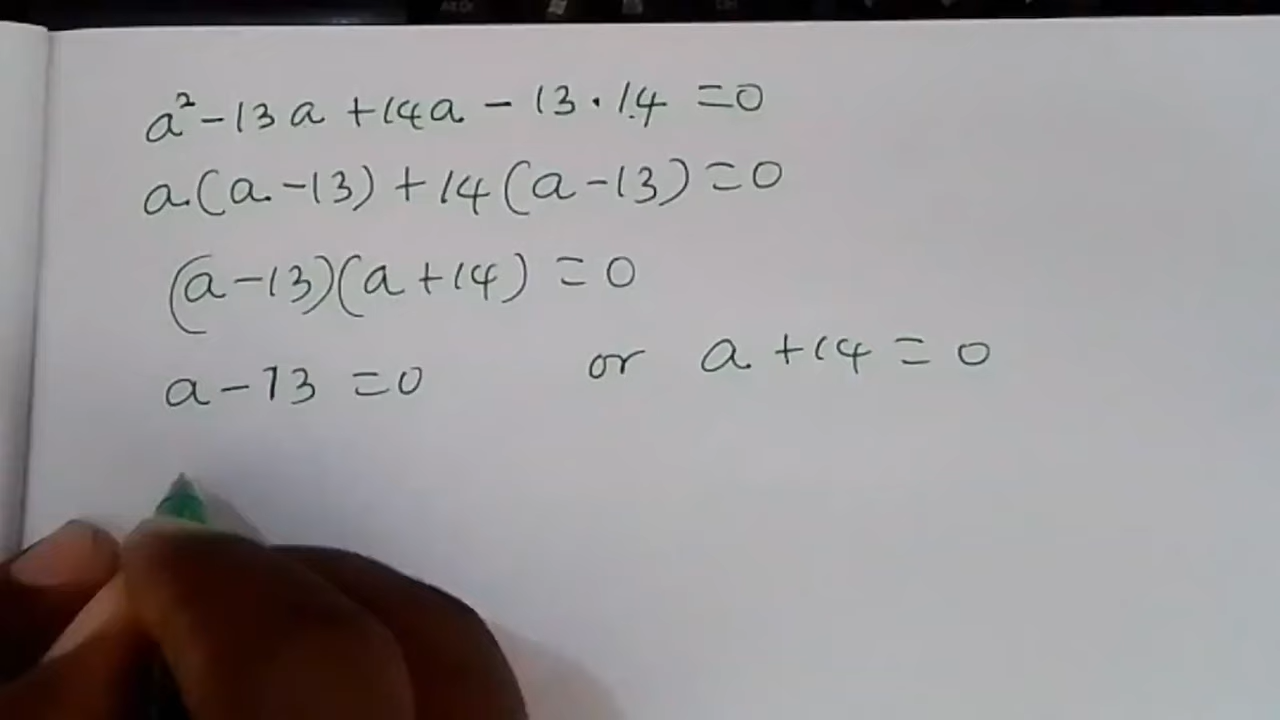 a² - 13a + 14a - 13 · 14 = 0
a(a - 13) + 14(a - 13) = 0
(a - 13)(a + 14) = 0
a - 13 = 0 or a + 14 = 0